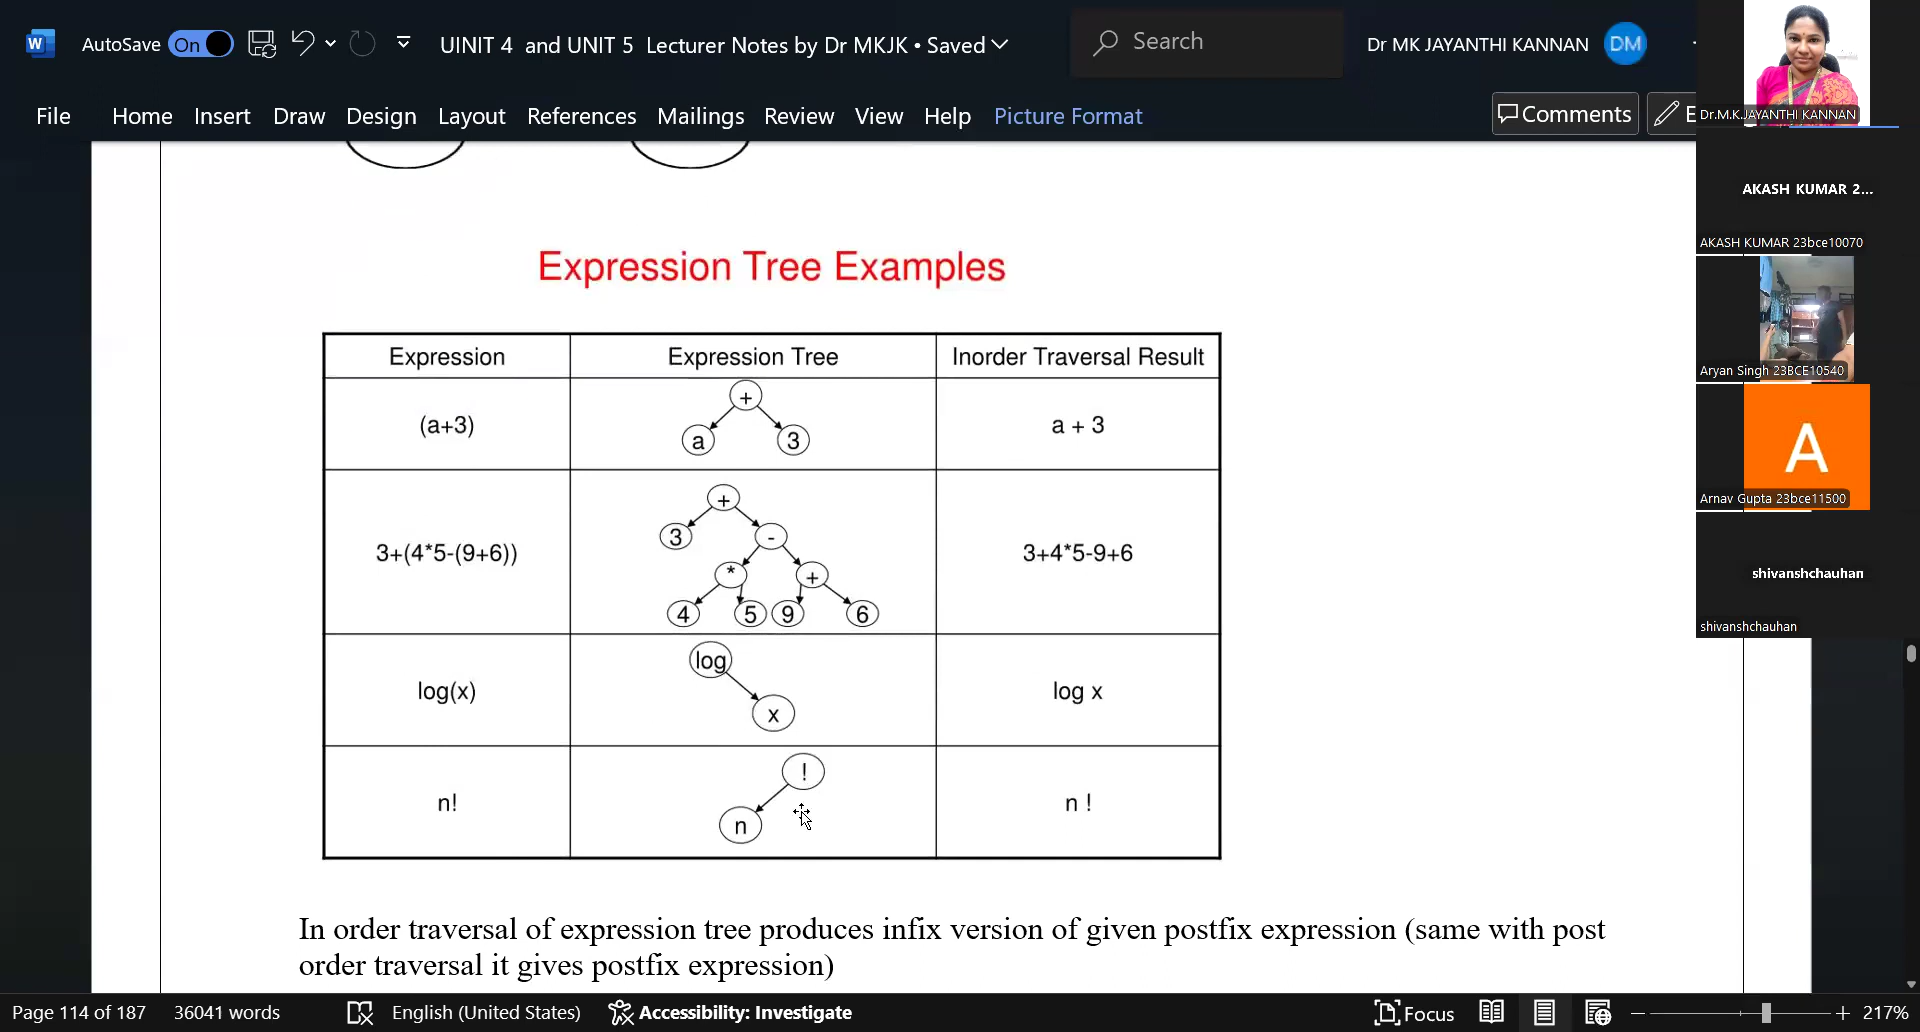 W AutoSave On UINIT 4 and UNIT 5 Lecturer Notes by Dr MKJK • Saved Search Dr MK JAYANTHI KANNAN DM
File Home Insert Draw Design Layout References Mailings Review View Help Picture Format Comments E
Dr.M.K.JAYANTHI KANNAN
AKASH KUMAR 2...
AKASH KUMAR 23bce10070
Aryan Singh 23BCE10540
A
Arnav Gupta 23bce11500
shivanshchauhan
shivanshchauhan
Expression Tree Examples
Expression Expression Tree Inorder Traversal Result
(a+3) a + 3
+
a 3
3+(4*5-(9+6)) 3+4*5-9+6
+
3 -
* +
4 5 9 6
log(x) log x
log
x
n! n !
!
n
In order traversal of expression tree produces infix version of given postfix expression (same with post
order traversal it gives postfix expression)
Page 114 of 187 36041 words English (United States) Accessibility: Investigate Focus 217%